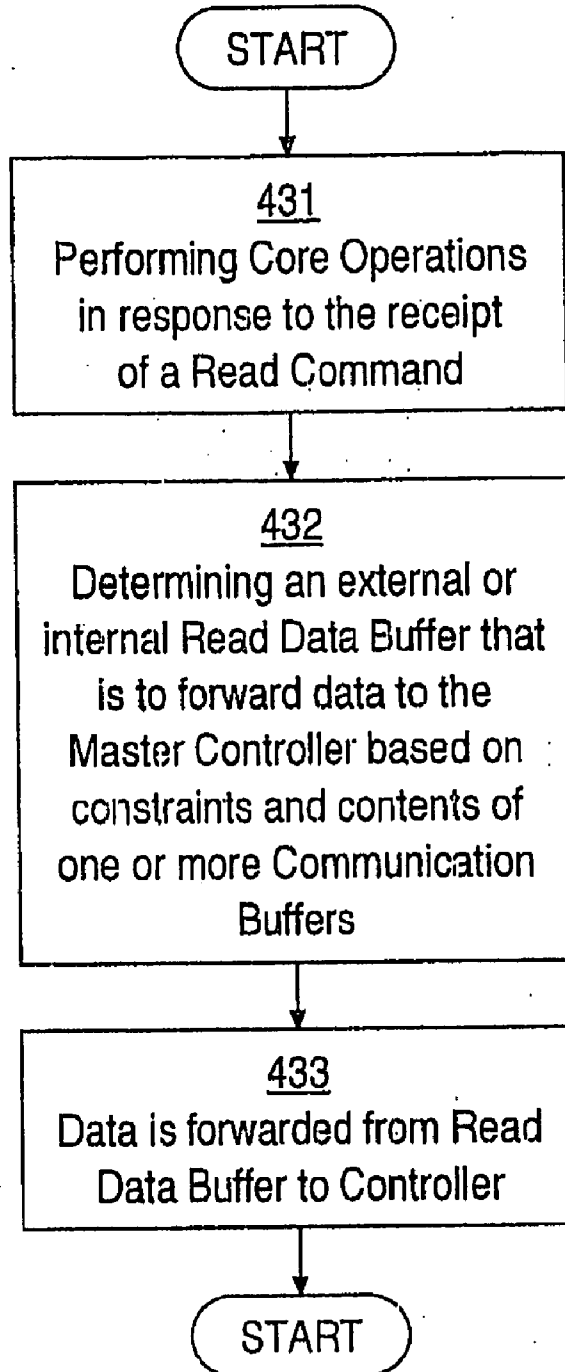 START
431
Performing Core Operations
in response to the receipt
of a Read Command
432
Determining an external or
internal Read Data Buffer that
is to forward data to the
Master Controller based on
constraints and contents of
one or more Communication
Buffers
433
Data is forwarded from Read
Data Buffer to Controller
START